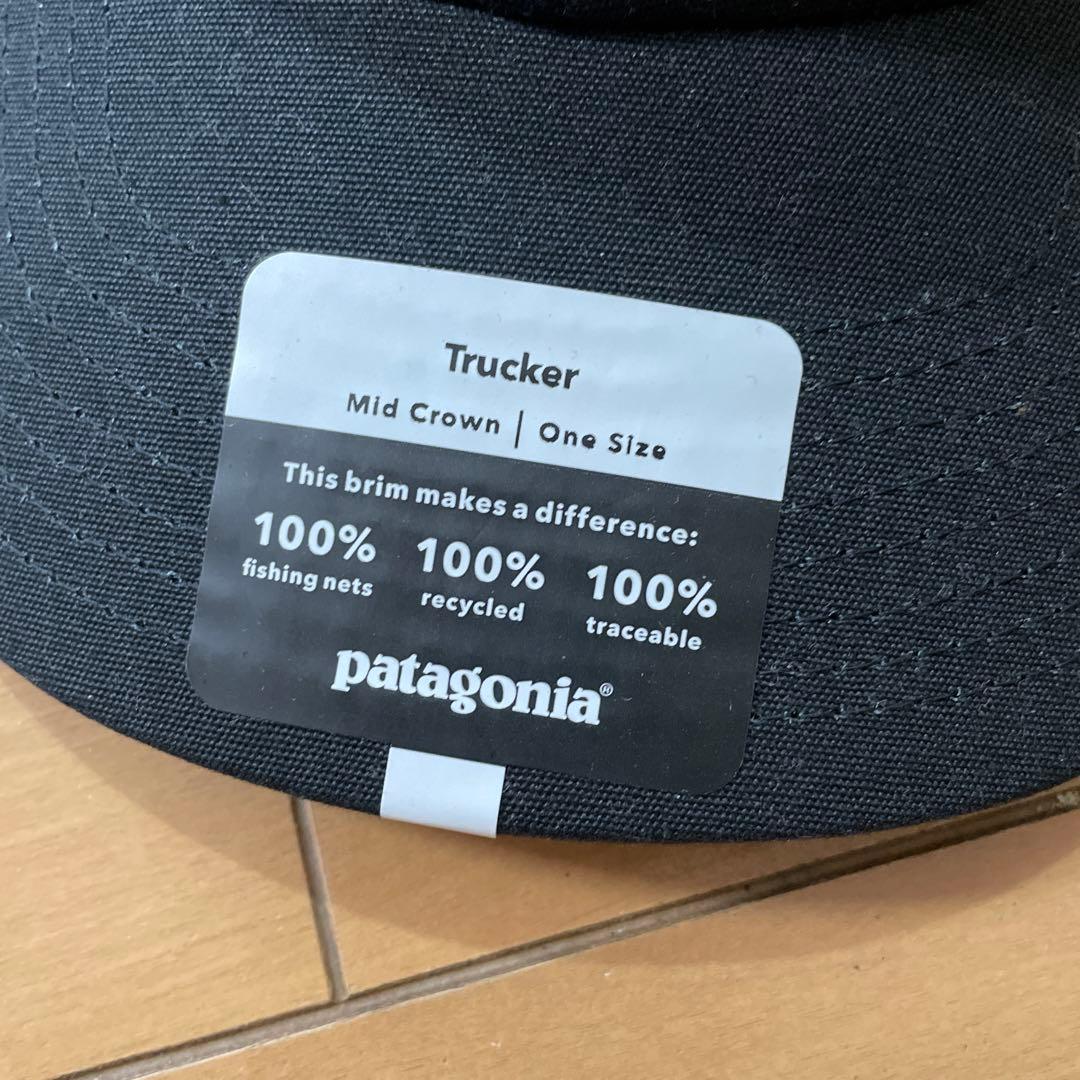 Trucker
Mid Crown | One Size
This brim makes a difference:
100% 100% 100%
fishing nets recycled traceable
patagonia®